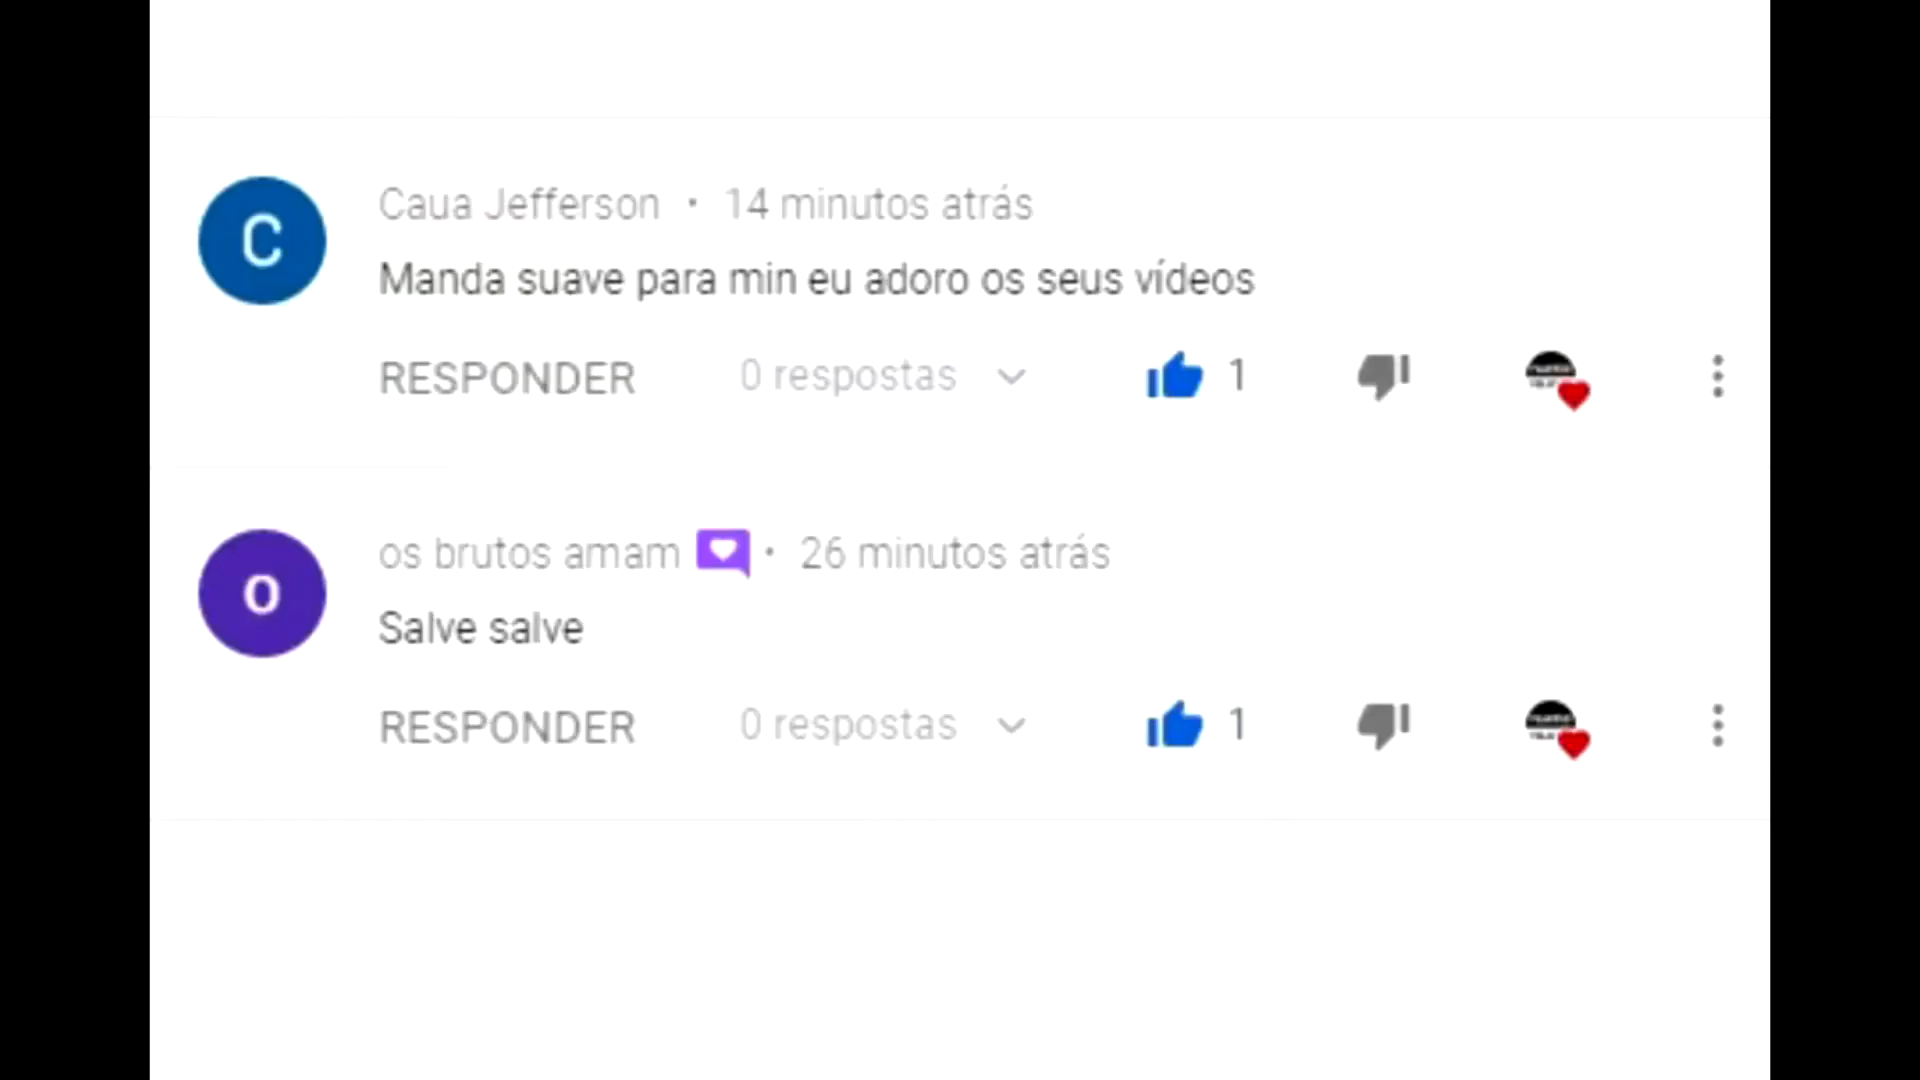 C
Caua Jefferson • 14 minutos atrás
Manda suave para min eu adoro os seus vídeos
RESPONDER 0 respostas 1
o
os brutos amam • 26 minutos atrás
Salve salve
RESPONDER 0 respostas 1